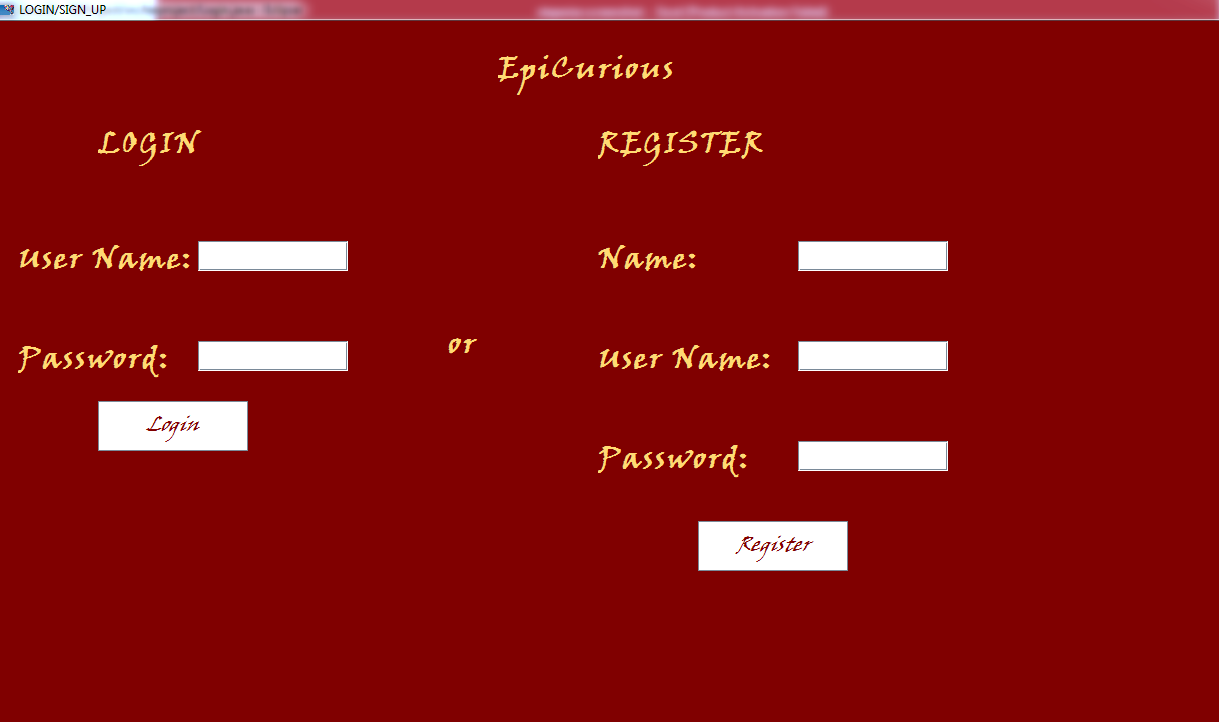 LOGIN/SIGN_UP
EpiCurious
LOGIN
User Name:
Password:
Login
or
REGISTER
Name:
User Name:
Password:
Register